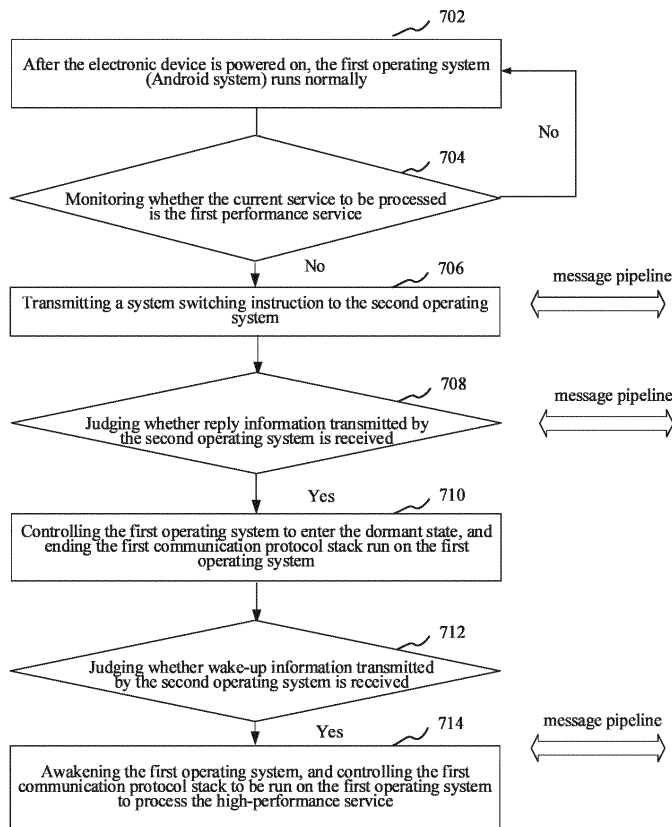 702
After the electronic device is powered on, the first operating system
(Android system) runs normally
No
704
Monitoring whether the current service to be processed
is the first performance service
No
706
message pipeline
Transmitting a system switching instruction to the second operating
system
708
message pipeline
Judging whether reply information transmitted by
the second operating system is received
Yes
710
Controlling the first operating system to enter the dormant state, and
ending the first communication protocol stack run on the first
operating system
712
Judging whether wake-up information transmitted
by the second operating system is received
Yes
714
message pipeline
Awakening the first operating system, and controlling the first
communication protocol stack to be run on the first operating system
to process the high-performance service